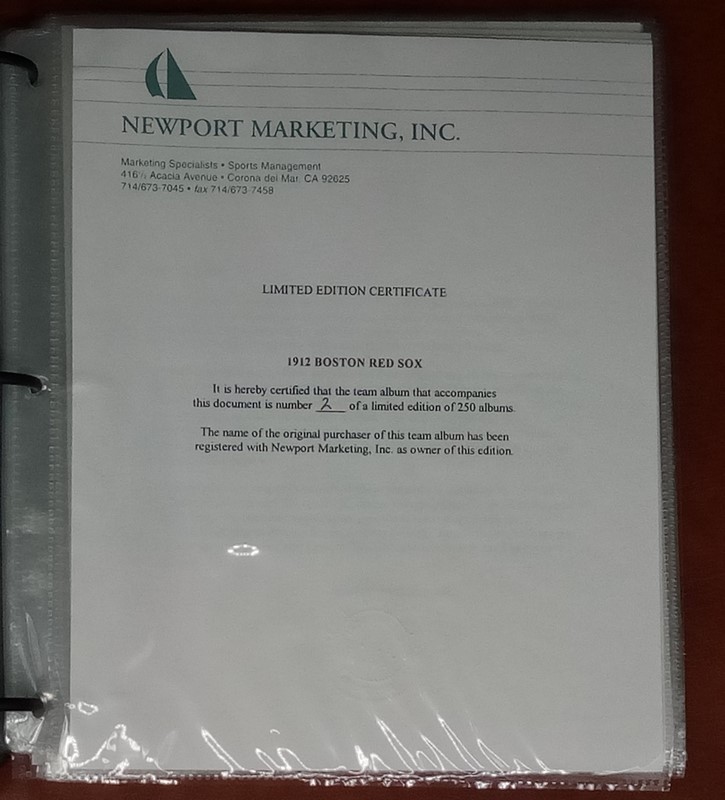 NEWPORT MARKETING, INC.
Marketing Specialists • Sports Management
416½ Acacia Avenue • Corona del Mar, CA 92625
714/673-7045 • fax 714/673-7458
LIMITED EDITION CERTIFICATE
1912 BOSTON RED SOX
It is hereby certified that the team album that accompanies
this document is number 2 of a limited edition of 250 albums.
The name of the original purchaser of this team album has been
registered with Newport Marketing, Inc. as owner of this edition.